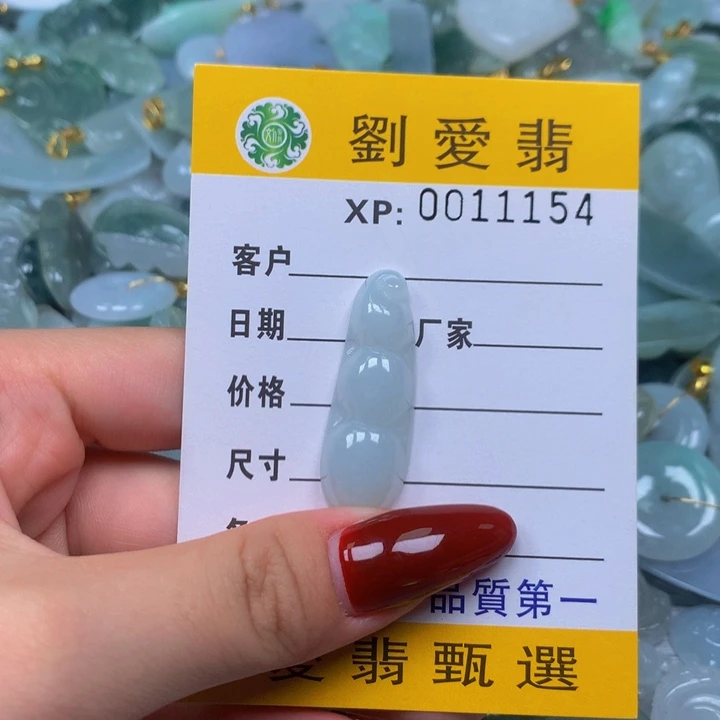 劉愛翡
XP: 0011154
客户
日期 厂家
价格
尺寸
品質第一
愛翡甄選